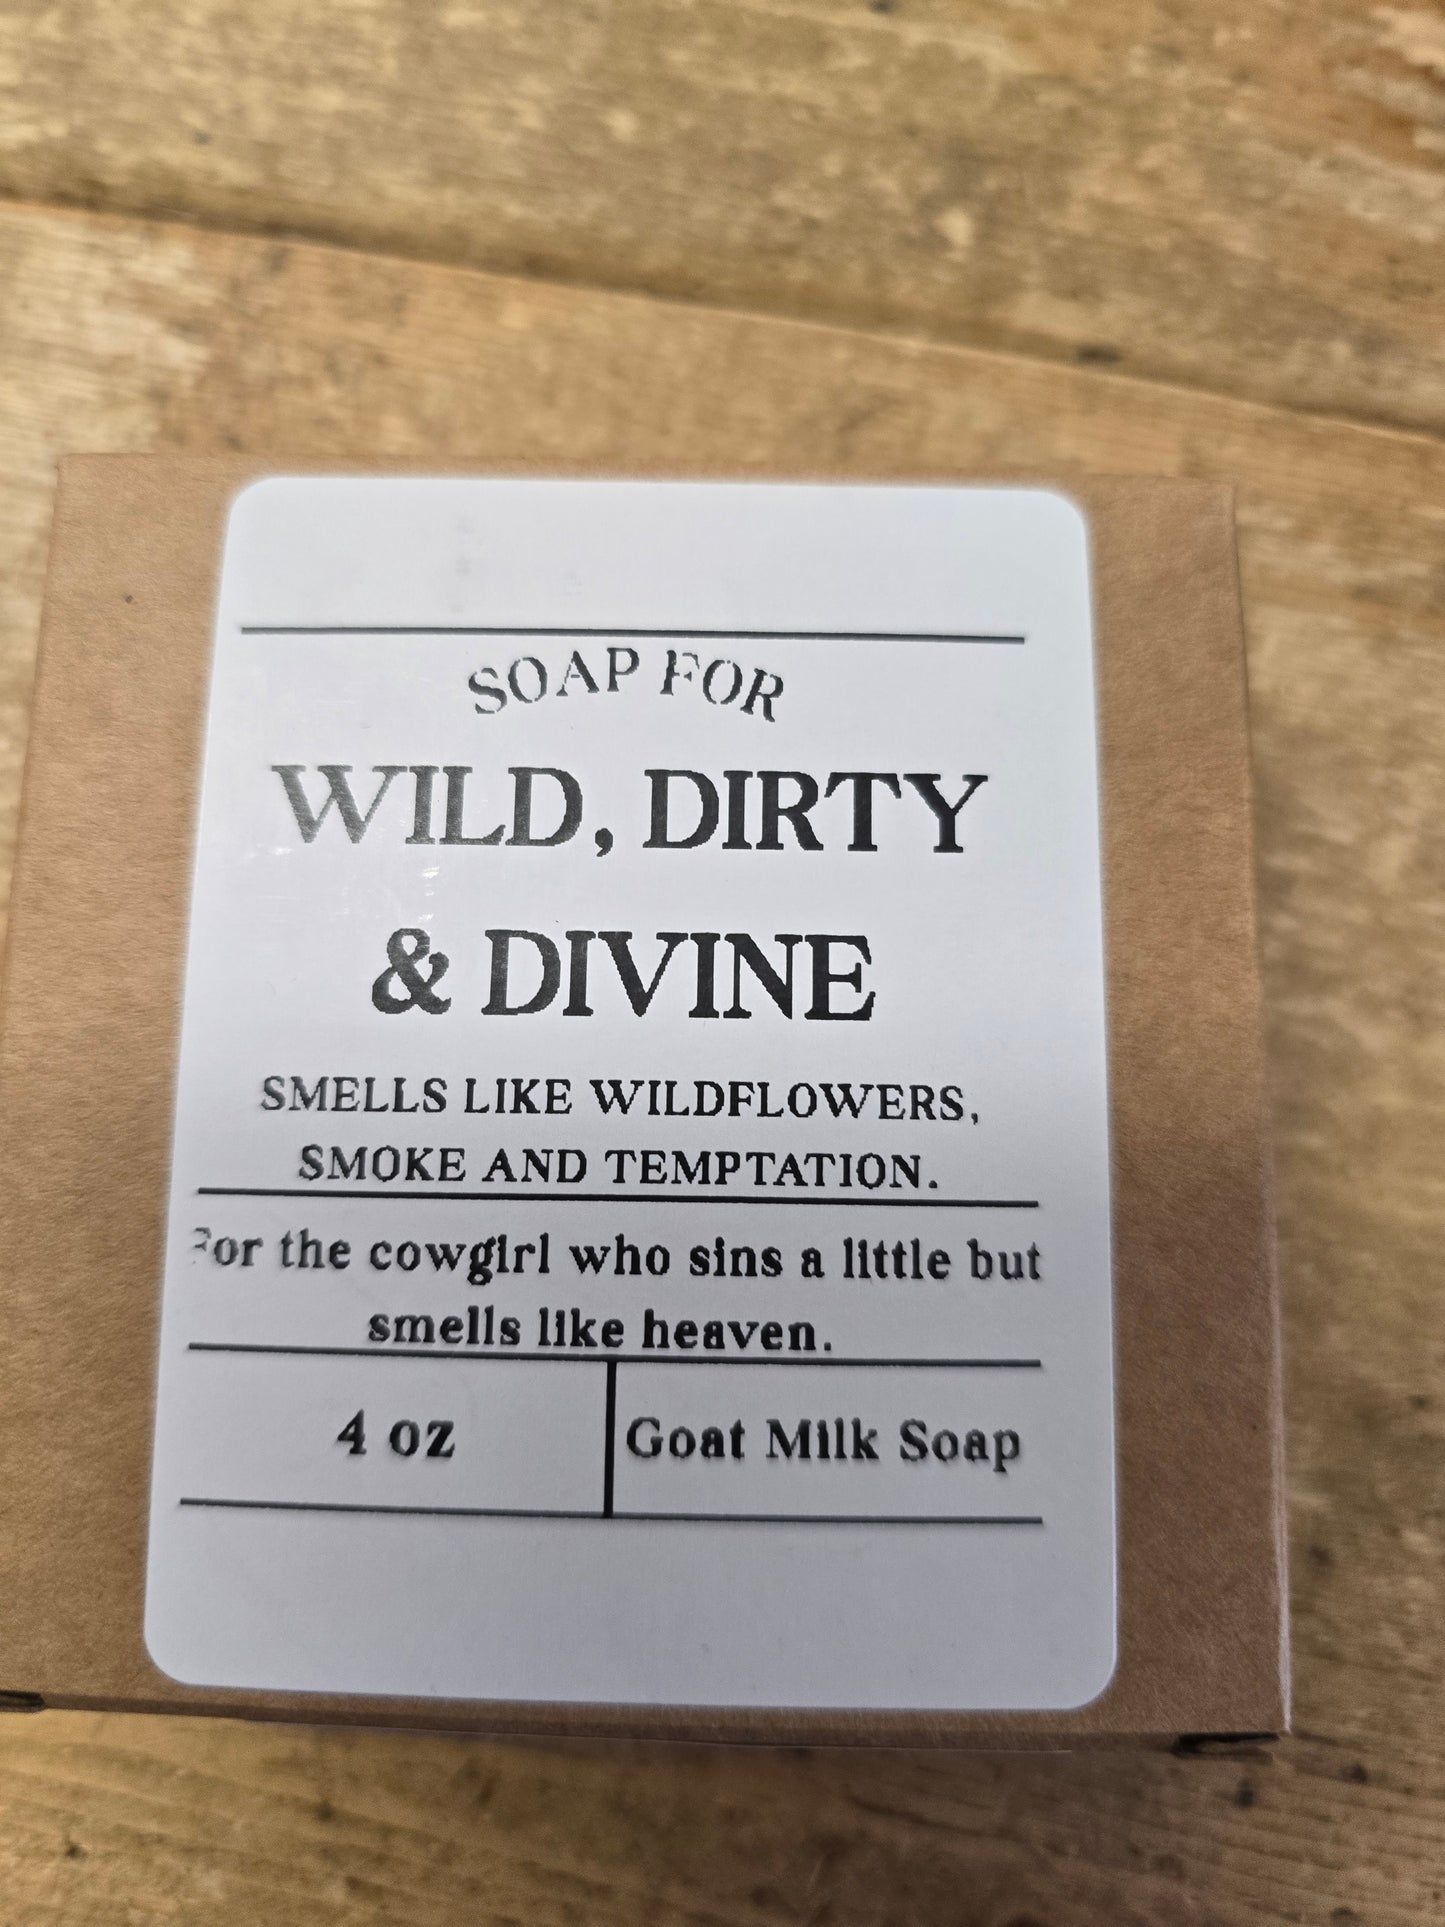 SOAP FOR
WILD, DIRTY
& DIVINE
SMELLS LIKE WILDFLOWERS,
SMOKE AND TEMPTATION.
For the cowgirl who sins a little but
smells like heaven.
4 oz
Goat Milk Soap